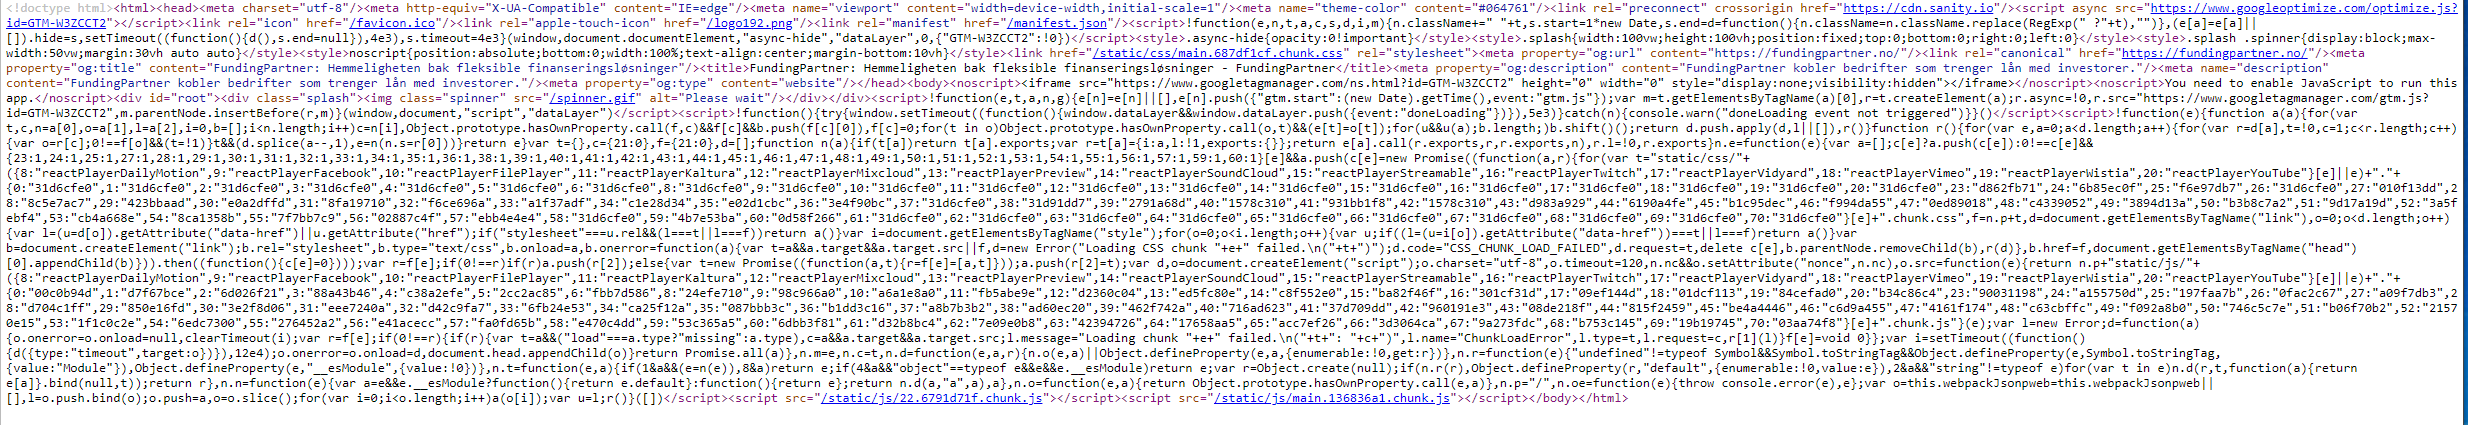 <!doctype html><html><head><meta charset="utf-8"/><meta http-equiv="X-UA-Compatible" content="IE=edge"/><meta name="viewport" content="width=device-width,initial-scale=1"/><meta name="theme-color" content="#064761"/><link rel="preconnect" crossorigin href="https://cdn.sanity.io"/><script async src="https://www.googleoptimize.com/optimize.js?
id=GTM-W3ZCCT2"></script><link rel="icon" href="/favicon.ico"/><link rel="apple-touch-icon" href="/logo192.png"/><link rel="manifest" href="/manifest.json"/><script>!function(e,n,t,a,c,s,d,i,m){n.className+=" "+t,s.start=1*new Date,s.end=d=function(){n.className=n.className.replace(RegExp(" ?"+t),"")},(e[a]=e[a]||
[]).hide=s,setTimeout((function(){d(),s.end=null}),4e3),s.timeout=4e3}(window,document.documentElement,"async-hide","dataLayer",0,{"GTM-W3ZCCT2":!0})</script><style>.async-hide{opacity:0!important}</style><style>.splash{width:100vw;height:100vh;position:fixed;top:0;bottom:0;right:0;left:0}</style><style>.splash .spinner{display:block;max-
width:50vw;margin:30vh auto auto}</style><style>noscript{position:absolute;bottom:0;width:100%;text-align:center;margin-bottom:10vh}</style><link href="/static/css/main.687df1cf.chunk.css" rel="stylesheet"><meta property="og:url" content="https://fundingpartner.no/"/><link rel="canonical" href="https://fundingpartner.no/"/><meta
property="og:title" content="FundingPartner: Hemmeligheten bak fleksible finanseringsløsninger"/><title>FundingPartner: Hemmeligheten bak fleksible finanseringsløsninger - FundingPartner</title><meta property="og:description" content="FundingPartner kobler bedrifter som trenger lån med investorer."/><meta name="description"
content="FundingPartner kobler bedrifter som trenger lån med investorer."/><meta property="og:type" content="website"/></head><body><noscript><iframe src="https://www.googletagmanager.com/ns.html?id=GTM-W3ZCCT2" height="0" width="0" style="display:none;visibility:hidden"></iframe></noscript><noscript>You need to enable JavaScript to run this
app.</noscript><div id="root"><div class="splash"><img class="spinner" src="/spinner.gif" alt="Please wait"/></div></div><script>!function(e,t,a,n,g){e[n]=e[n]||[],e[n].push({"gtm.start":(new Date).getTime(),event:"gtm.js"});var m=t.getElementsByTagName(a)[0],r=t.createElement(a);r.async=!0,r.src="https://www.googletagmanager.com/gtm.js?
id=GTM-W3ZCCT2",m.parentNode.insertBefore(r,m)}(window,document,"script","dataLayer")</script><script>!function(){try{window.setTimeout((function(){window.dataLayer&&window.dataLayer.push({event:"doneLoading"})}),5e3)}catch(n){console.warn("doneLoading event not triggered")}}()</script><script>!function(e){function a(a){for(var
t,c,n=a[0],o=a[1],l=a[2],i=0,b=[];i<n.length;i++)c=n[i],Object.prototype.hasOwnProperty.call(f,c)&&f[c]&&b.push(f[c][0]),f[c]=0;for(t in o)Object.prototype.hasOwnProperty.call(o,t)&&(e[t]=o[t]);for(u&&u(a);b.length;)b.shift()();return d.push.apply(d,l||[]),r()}function r(){for(var e,a=0;a<d.length;a++){for(var r=d[a],t=!0,c=1;c<r.length;c++)
{var o=r[c];0!==f[o]&&(t=!1)}t&&(d.splice(a--,1),e=n(n.s=r[0]))}return e}var t={},c={21:0},f={21:0},d=[];function n(a){if(t[a])return t[a].exports;var r=t[a]={i:a,l:!1,exports:{}};return e[a].call(r.exports,r,r.exports,n),r.l=!0,r.exports}n.e=function(e){var a=[];c[e]?a.push(c[e]):0!==c[e]&&
{23:1,24:1,25:1,27:1,28:1,29:1,30:1,31:1,32:1,33:1,34:1,35:1,36:1,38:1,39:1,40:1,41:1,42:1,43:1,44:1,45:1,46:1,47:1,48:1,49:1,50:1,51:1,52:1,53:1,54:1,55:1,56:1,57:1,59:1,60:1}[e]&&a.push(c[e]=new Promise((function(a,r){for(var t="static/css/"+
({8:"reactPlayerDailyMotion",9:"reactPlayerFacebook",10:"reactPlayerFilePlayer",11:"reactPlayerKaltura",12:"reactPlayerMixcloud",13:"reactPlayerPreview",14:"reactPlayerSoundCloud",15:"reactPlayerStreamable",16:"reactPlayerTwitch",17:"reactPlayerVidyard",18:"reactPlayerVimeo",19:"reactPlayerWistia",20:"reactPlayerYouTube"}[e]||e)+"."+
{0:"31d6cfe0",1:"31d6cfe0",2:"31d6cfe0",3:"31d6cfe0",4:"31d6cfe0",5:"31d6cfe0",6:"31d6cfe0",8:"31d6cfe0",9:"31d6cfe0",10:"31d6cfe0",11:"31d6cfe0",12:"31d6cfe0",13:"31d6cfe0",14:"31d6cfe0",15:"31d6cfe0",16:"31d6cfe0",17:"31d6cfe0",18:"31d6cfe0",19:"31d6cfe0",20:"31d6cfe0",23:"d862fb71",24:"6b85ec0f",25:"f6e97db7",26:"31d6cfe0",27:"010f13dd",2
8:"8c5e7ac7",29:"423bbaad",30:"e0a2dffd",31:"8fa19710",32:"f6ce696a",33:"a1f37adf",34:"c1e28d34",35:"e02d1cbc",36:"3e4f90bc",37:"31d6cfe0",38:"31d91dd7",39:"2791a68d",40:"1578c310",41:"931bb1f8",42:"1578c310",43:"d983a929",44:"6190a4fe",45:"b1c95dec",46:"f994da55",47:"0ed89018",48:"c4339052",49:"3894d13a",50:"b3b8c7a2",51:"9d17a19d",52:"3a5f
ebf4",53:"cb4a668e",54:"8ca1358b",55:"7f7bb7c9",56:"02887c4f",57:"ebb4e4e4",58:"31d6cfe0",59:"4b7e53ba",60:"0d58f266",61:"31d6cfe0",62:"31d6cfe0",63:"31d6cfe0",64:"31d6cfe0",65:"31d6cfe0",66:"31d6cfe0",67:"31d6cfe0",68:"31d6cfe0",69:"31d6cfe0",70:"31d6cfe0"}[e]+".chunk.css",f=n.p+t,d=document.getElementsByTagName("link"),o=0;o<d.length;o++)
{var l=(u=d[o]).getAttribute("data-href")||u.getAttribute("href");if("stylesheet"===u.rel&&(l===t||l===f))return a()}var i=document.getElementsByTagName("style");for(o=0;o<i.length;o++){var u;if((l=(u=i[o]).getAttribute("data-href"))===t||l===f)return a()}var
b=document.createElement("link");b.rel="stylesheet",b.type="text/css",b.onload=a,b.onerror=function(a){var t=a&&a.target&&a.target.src||f,d=new Error("Loading CSS chunk "+e+" failed.\n("+t+")");d.code="CSS_CHUNK_LOAD_FAILED",d.request=t,delete c[e],b.parentNode.removeChild(b),r(d)},b.href=f,document.getElementsByTagName("head")
[0].appendChild(b)})).then((function(){c[e]=0})));var r=f[e];if(0!==r)if(r)a.push(r[2]);else{var t=new Promise((function(a,t){r=f[e]=[a,t]}));a.push(r[2]=t);var d,o=document.createElement("script");o.charset="utf-8",o.timeout=120,n.nc&&o.setAttribute("nonce",n.nc),o.src=function(e){return n.p+"static/js/"+
({8:"reactPlayerDailyMotion",9:"reactPlayerFacebook",10:"reactPlayerFilePlayer",11:"reactPlayerKaltura",12:"reactPlayerMixcloud",13:"reactPlayerPreview",14:"reactPlayerSoundCloud",15:"reactPlayerStreamable",16:"reactPlayerTwitch",17:"reactPlayerVidyard",18:"reactPlayerVimeo",19:"reactPlayerWistia",20:"reactPlayerYouTube"}[e]||e)+"."+
{0:"00c0b94d",1:"d7f67bce",2:"6d026f21",3:"88a43b46",4:"c38a2efe",5:"2cc2ac85",6:"fbb7d586",8:"24efe710",9:"98c966a0",10:"a6a1e8a0",11:"fb5abe9e",12:"d2360c04",13:"ed5fc80e",14:"c8f552e0",15:"ba82f46f",16:"301cf31d",17:"09ef144d",18:"01dcf113",19:"84cefad0",20:"b34c86c4",23:"90031198",24:"a155750d",25:"197faa7b",26:"0fac2c67",27:"a09f7db3",2
8:"d704c1ff",29:"850e16fd",30:"3e2f8d06",31:"eee7240a",32:"d42c9fa7",33:"6fb24e53",34:"ca25f12a",35:"087bbb3c",36:"b1dd3c16",37:"a8b7b3b2",38:"ad60ec20",39:"462f742a",40:"716ad623",41:"37d709dd",42:"960191e3",43:"08de218f",44:"815f2459",45:"be4a4446",46:"c6d9a455",47:"4161f174",48:"c63cbffc",49:"f092a8b0",50:"746c5c7e",51:"b06f70b2",52:"2157
0e15",53:"1f1c0c2e",54:"6edc7300",55:"276452a2",56:"e41acecc",57:"fa0fd65b",58:"e470c4dd",59:"53c365a5",60:"6dbb3f81",61:"d32b8bc4",62:"7e09e0b8",63:"42394726",64:"17658aa5",65:"acc7ef26",66:"3d3064ca",67:"9a273fdc",68:"b753c145",69:"19b19745",70:"03aa74f8"}[e]+".chunk.js"}(e);var l=new Error;d=function(a)
{o.onerror=o.onload=null,clearTimeout(i);var r=f[e];if(0!==r){if(r){var t=a&&("load"===a.type?"missing":a.type),c=a&&a.target&&a.target.src;l.message="Loading chunk "+e+" failed.\n("+t+": "+c+")",l.name="ChunkLoadError",l.type=t,l.request=c,r[1](l)}f[e]=void 0}};var i=setTimeout((function()
{d({type:"timeout",target:o})}),12e4);o.onerror=o.onload=d,document.head.appendChild(o)}return Promise.all(a)},n.m=e,n.c=t,n.d=function(e,a,r){n.o(e,a)||Object.defineProperty(e,a,{enumerable:!0,get:r})},n.r=function(e){"undefined"!=typeof Symbol&&Symbol.toStringTag&&Object.defineProperty(e,Symbol.toStringTag,
{value:"Module"}),Object.defineProperty(e,"__esModule",{value:!0})},n.t=function(e,a){if(1&a&&(e=n(e)),8&a)return e;if(4&a&&"object"==typeof e&&e&&e.__esModule)return e;var r=Object.create(null);if(n.r(r),Object.defineProperty(r,"default",{enumerable:!0,value:e}),2&a&&"string"!=typeof e)for(var t in e)n.d(r,t,function(a){return
e[a]}.bind(null,t));return r},n.n=function(e){var a=e&&e.__esModule?function(){return e.default}:function(){return e};return n.d(a,"a",a),a},n.o=function(e,a){return Object.prototype.hasOwnProperty.call(e,a)},n.p="/",n.oe=function(e){throw console.error(e),e};var o=this.webpackJsonpweb=this.webpackJsonpweb||
[],l=o.push.bind(o);o.push=a,o=o.slice();for(var i=0;i<o.length;i++)a(o[i]);var u=l;r()}([])</script><script src="/static/js/22.6791d71f.chunk.js"></script><script src="/static/js/main.136836a1.chunk.js"></script></body></html>